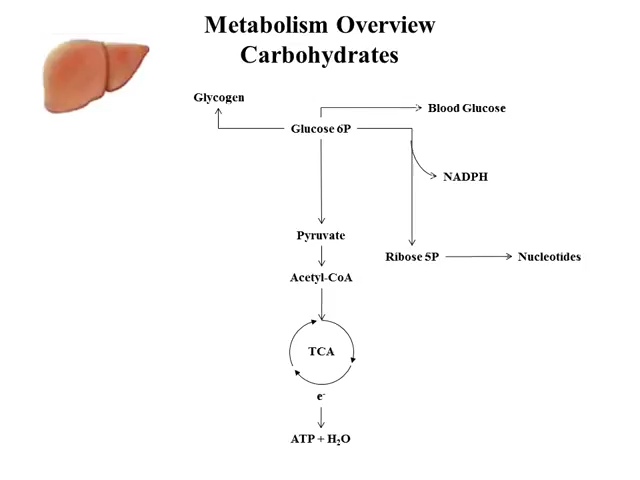 Metabolism Overview
Carbohydrates
Glycogen
Blood Glucose
Glucose 6P
NADPH
Pyruvate
Ribose 5P
Nucleotides
Acetyl-CoA
TCA
e⁻
ATP + H₂O